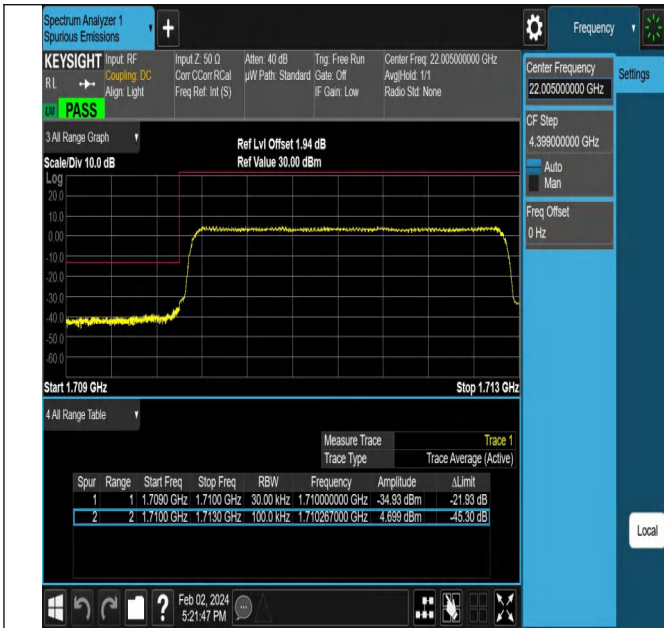 Spectrum Analyzer 1
Spurious Emissions
Frequency
KEYSIGHT Input: RF Input Z: 50 Ω Atten: 40 dB Trig: Free Run Center Freq: 22.005000000 GHz
RL Coupling: DC Corr CCorr RCal µW Path: Standard Gate: Off Avg|Hold: 1/1
Align: Light Freq Ref: Int (S) IF Gain: Low Radio Std: None
PASS
Center Frequency
22.005000000 GHz
Settings
CF Step
4.399000000 GHz
Auto
Man
Freq Offset
0 Hz
3 All Range Graph
Ref Lvl Offset 1.94 dB
Scale/Div 10.0 dB Ref Value 30.00 dBm
Log
20.0
10.0
0.00
-10.0
-20.0
-30.0
-40.0
-50.0
-60.0
Start 1.709 GHz Stop 1.713 GHz
4 All Range Table
Measure Trace Trace 1
Trace Type Trace Average (Active)
Spur Range Start Freq Stop Freq RBW Frequency Amplitude ΔLimit
1 1 1.7090 GHz 1.7100 GHz 30.00 kHz 1.710000000 GHz -34.93 dBm -21.93 dB
2 2 1.7100 GHz 1.7130 GHz 100.0 kHz 1.710267000 GHz 4.699 dBm -45.30 dB
Local
Feb 02, 2024
5:21:47 PM